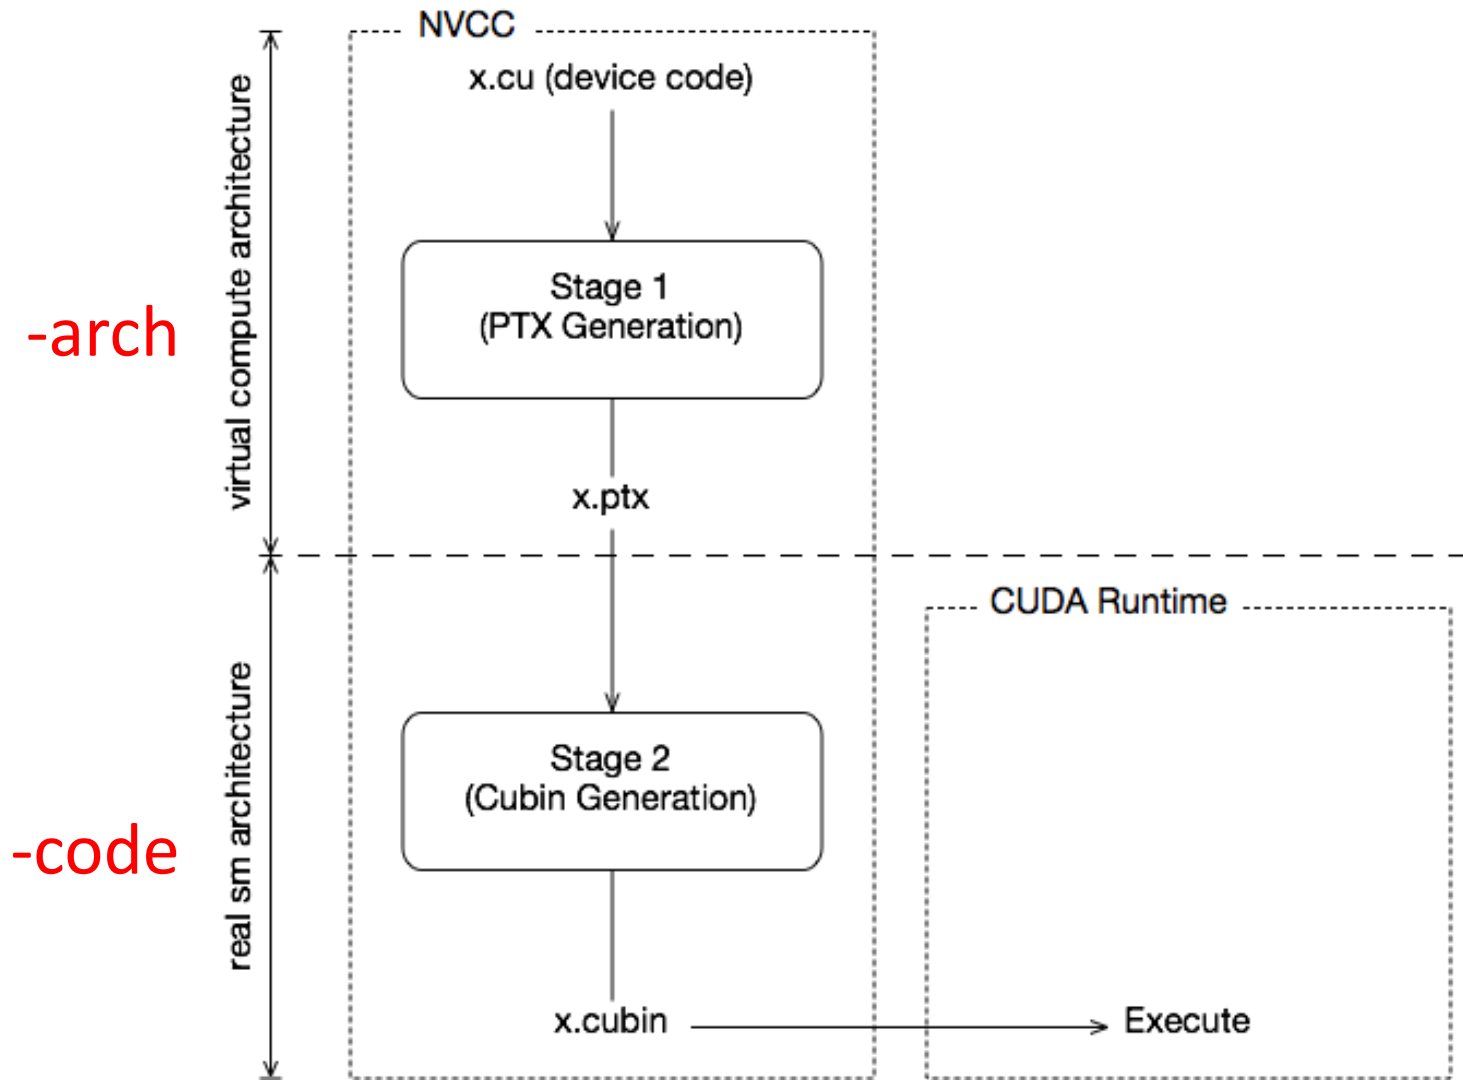 NVCC
x.cu (device code)
virtual compute architecture
-arch
Stage 1
(PTX Generation)
x.ptx
CUDA Runtime
real sm architecture
-code
Stage 2
(Cubin Generation)
x.cubin
Execute